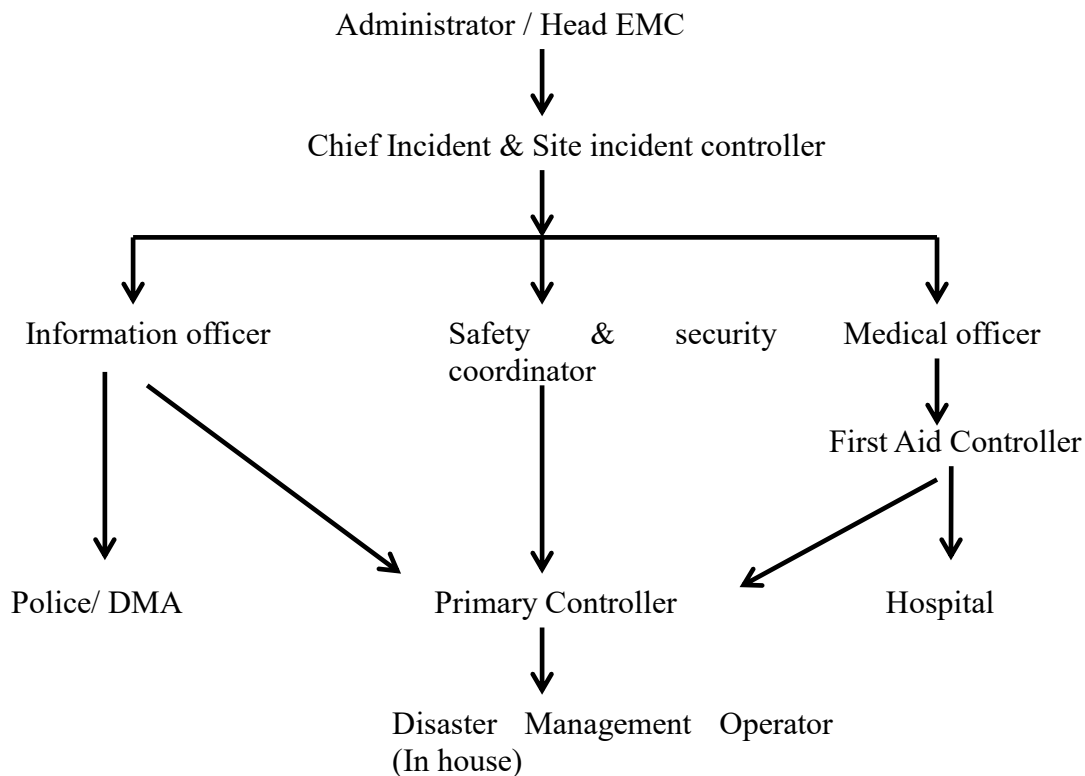 Administrator / Head EMC
Chief Incident & Site incident controller
Information officer
Safety & security
coordinator
Medical officer
First Aid Controller
Police/ DMA
Primary Controller
Hospital
Disaster Management Operator
(In house)